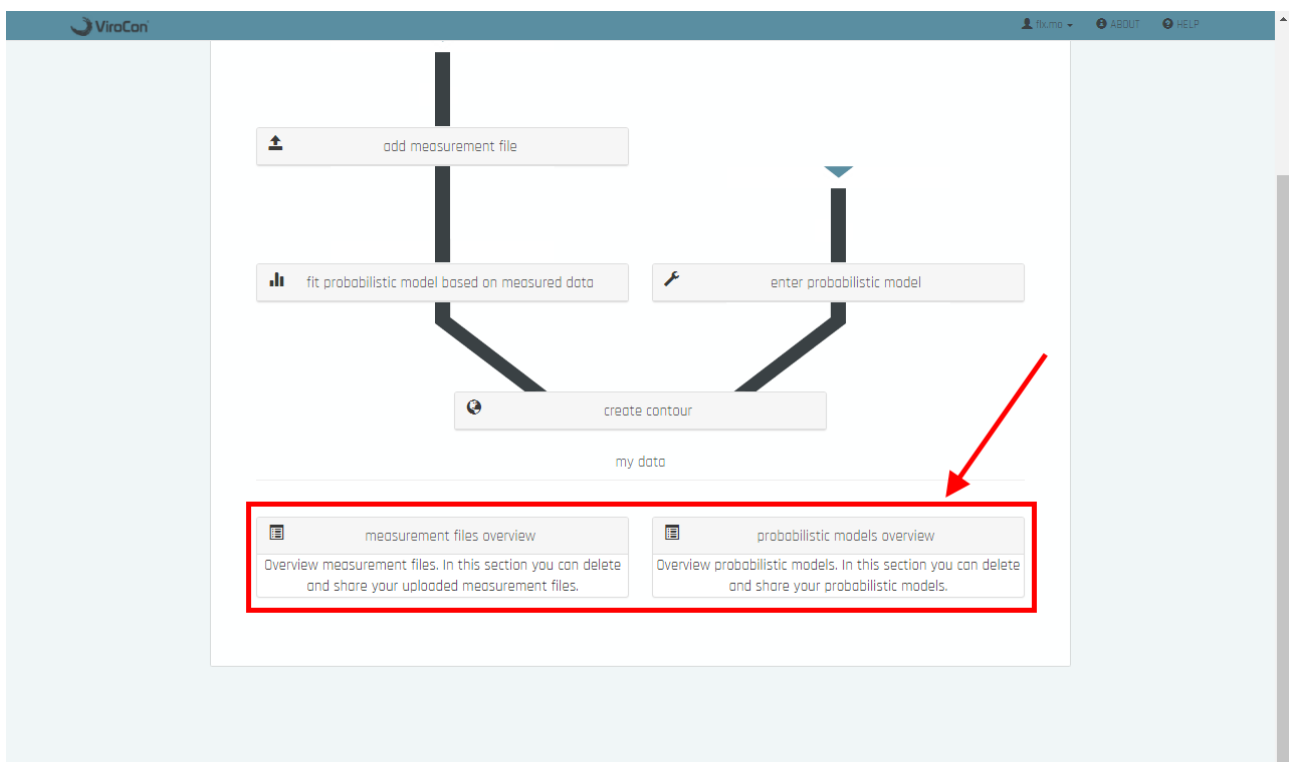 ViroCon
flx.mo ABOUT HELP
add measurement file
fit probabilistic model based on measured data
enter probabilistic model
create contour
my data
measurement files overview
Overview measurement files. In this section you can delete
and share your uploaded measurement files.
probabilistic models overview
Overview probabilistic models. In this section you can delete
and share your probabilistic models.